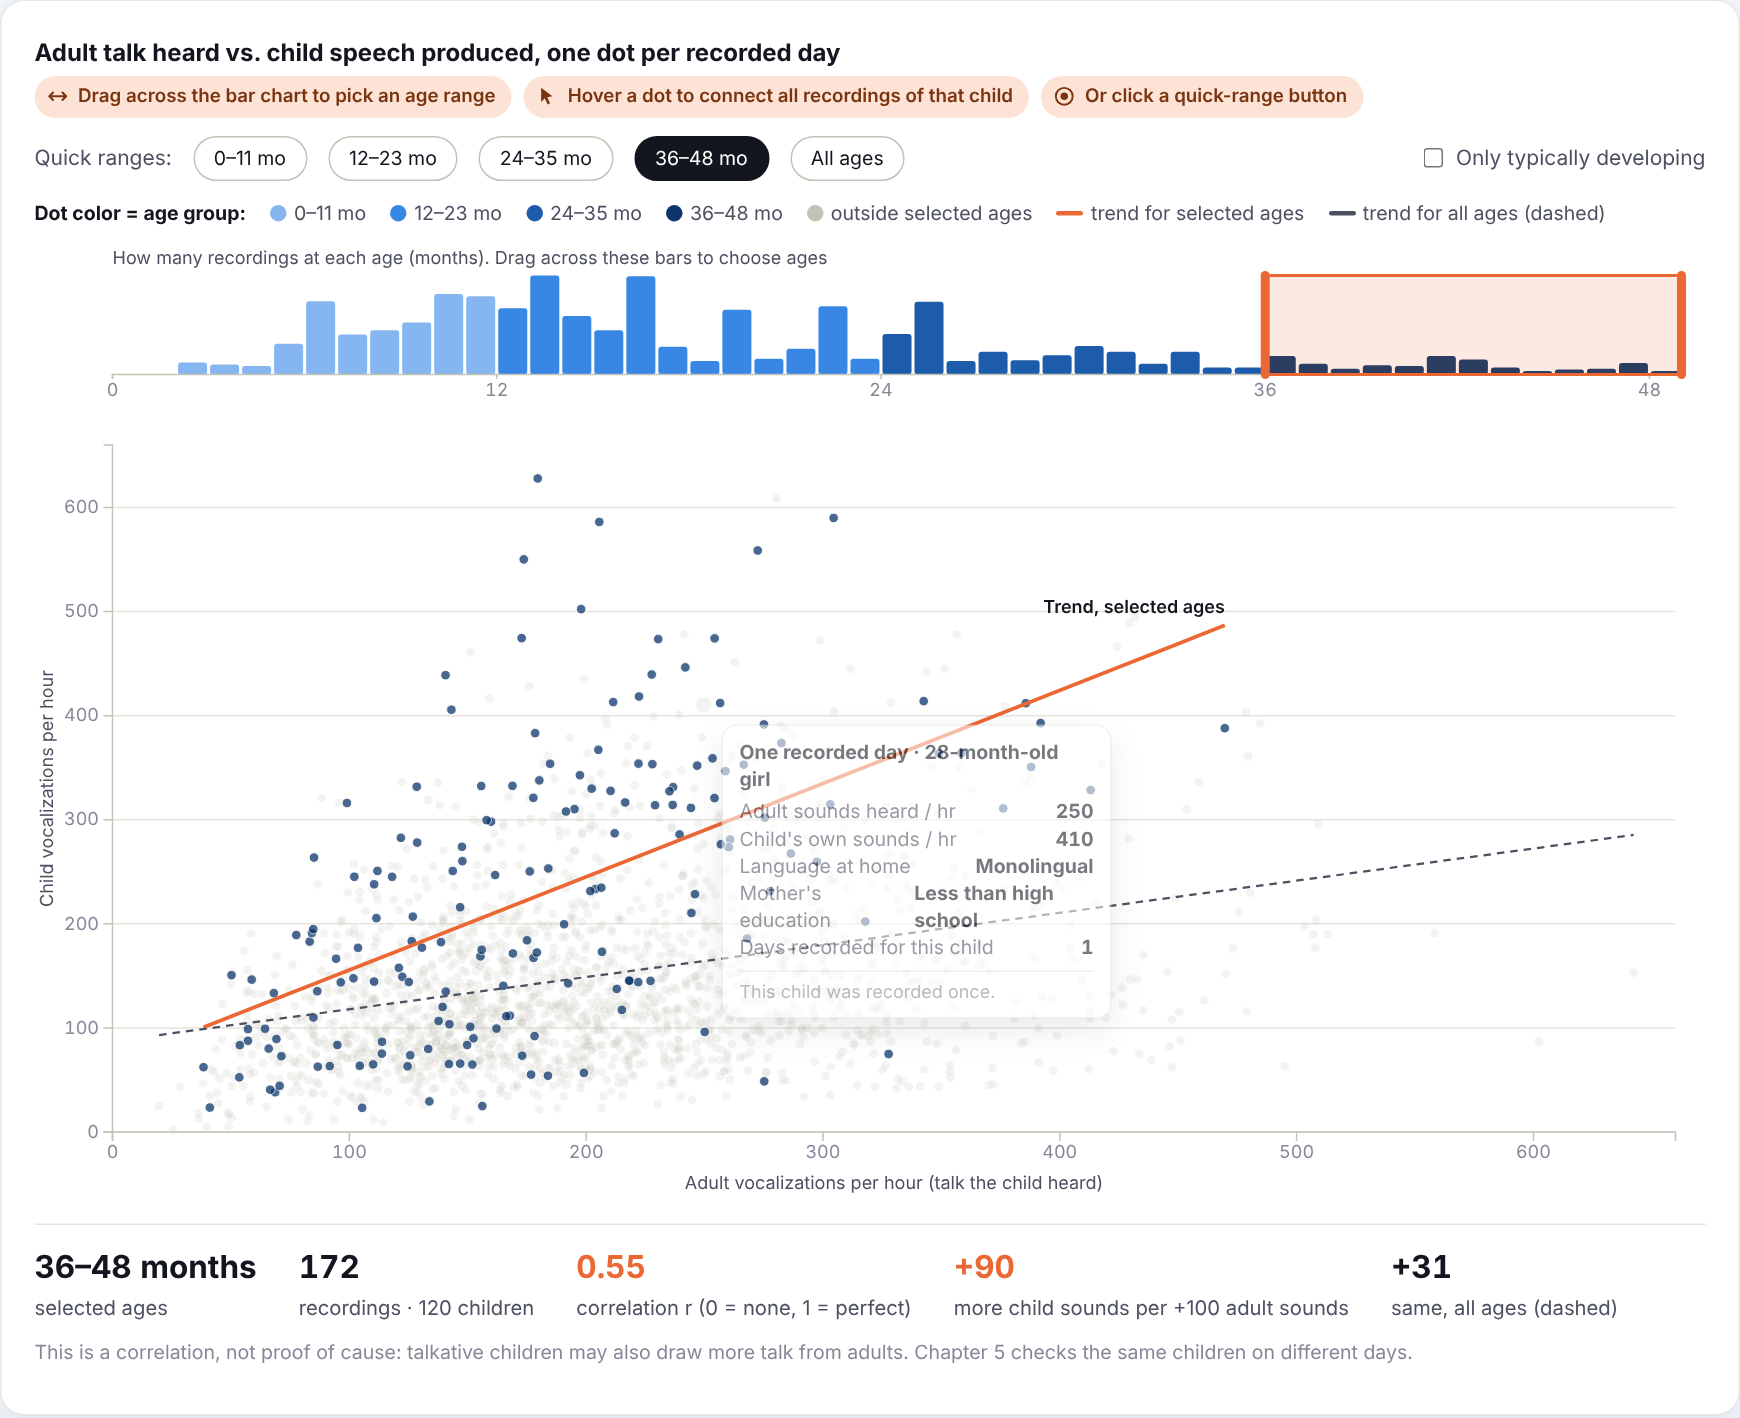 Adult talk heard vs. child speech produced, one dot per recorded day
Drag across the bar chart to pick an age range
Hover a dot to connect all recordings of that child
Or click a quick-range button
Quick ranges: 0–11 mo 12–23 mo 24–35 mo 36–48 mo All ages
Only typically developing
Dot color = age group: 0–11 mo 12–23 mo 24–35 mo 36–48 mo outside selected ages trend for selected ages trend for all ages (dashed)
How many recordings at each age (months). Drag across these bars to choose ages
0 12 24 36 48
600
500
400
300
200
100
0
Child vocalizations per hour
Trend, selected ages
One recorded day · 28-month-old
girl
Adult sounds heard / hr 250
Child's own sounds / hr 410
Language at home Monolingual
Mother's Less than high
education school
Days recorded for this child 1
This child was recorded once.
0 100 200 300 400 500 600
Adult vocalizations per hour (talk the child heard)
36–48 months 172 0.55 +90 +31
selected ages recordings · 120 children correlation r (0 = none, 1 = perfect) more child sounds per +100 adult sounds same, all ages (dashed)
This is a correlation, not proof of cause: talkative children may also draw more talk from adults. Chapter 5 checks the same children on different days.